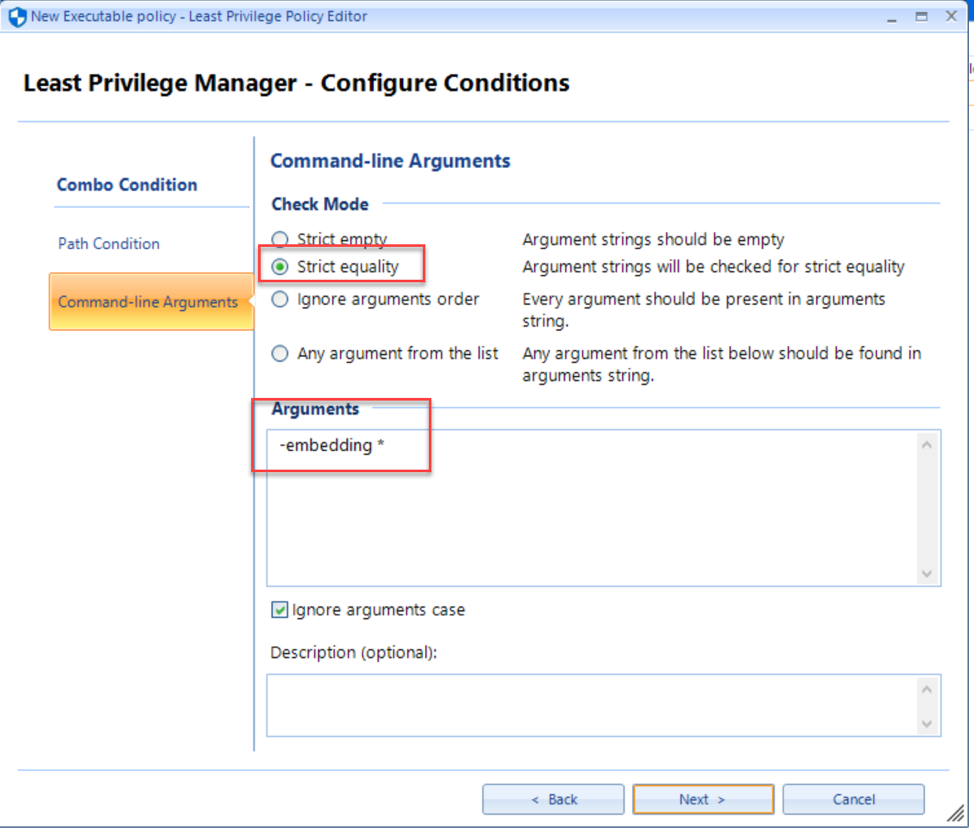 New Executable policy - Least Privilege Policy Editor
Least Privilege Manager - Configure Conditions
Combo Condition
Path Condition
Command-line Arguments
Command-line Arguments
Check Mode
Strict empty Argument strings should be empty
Strict equality Argument strings will be checked for strict equality
Ignore arguments order Every argument should be present in arguments
string.
Any argument from the list Any argument from the list below should be found in
arguments string.
Arguments
-embedding *
Ignore arguments case
Description (optional):
< Back Next > Cancel